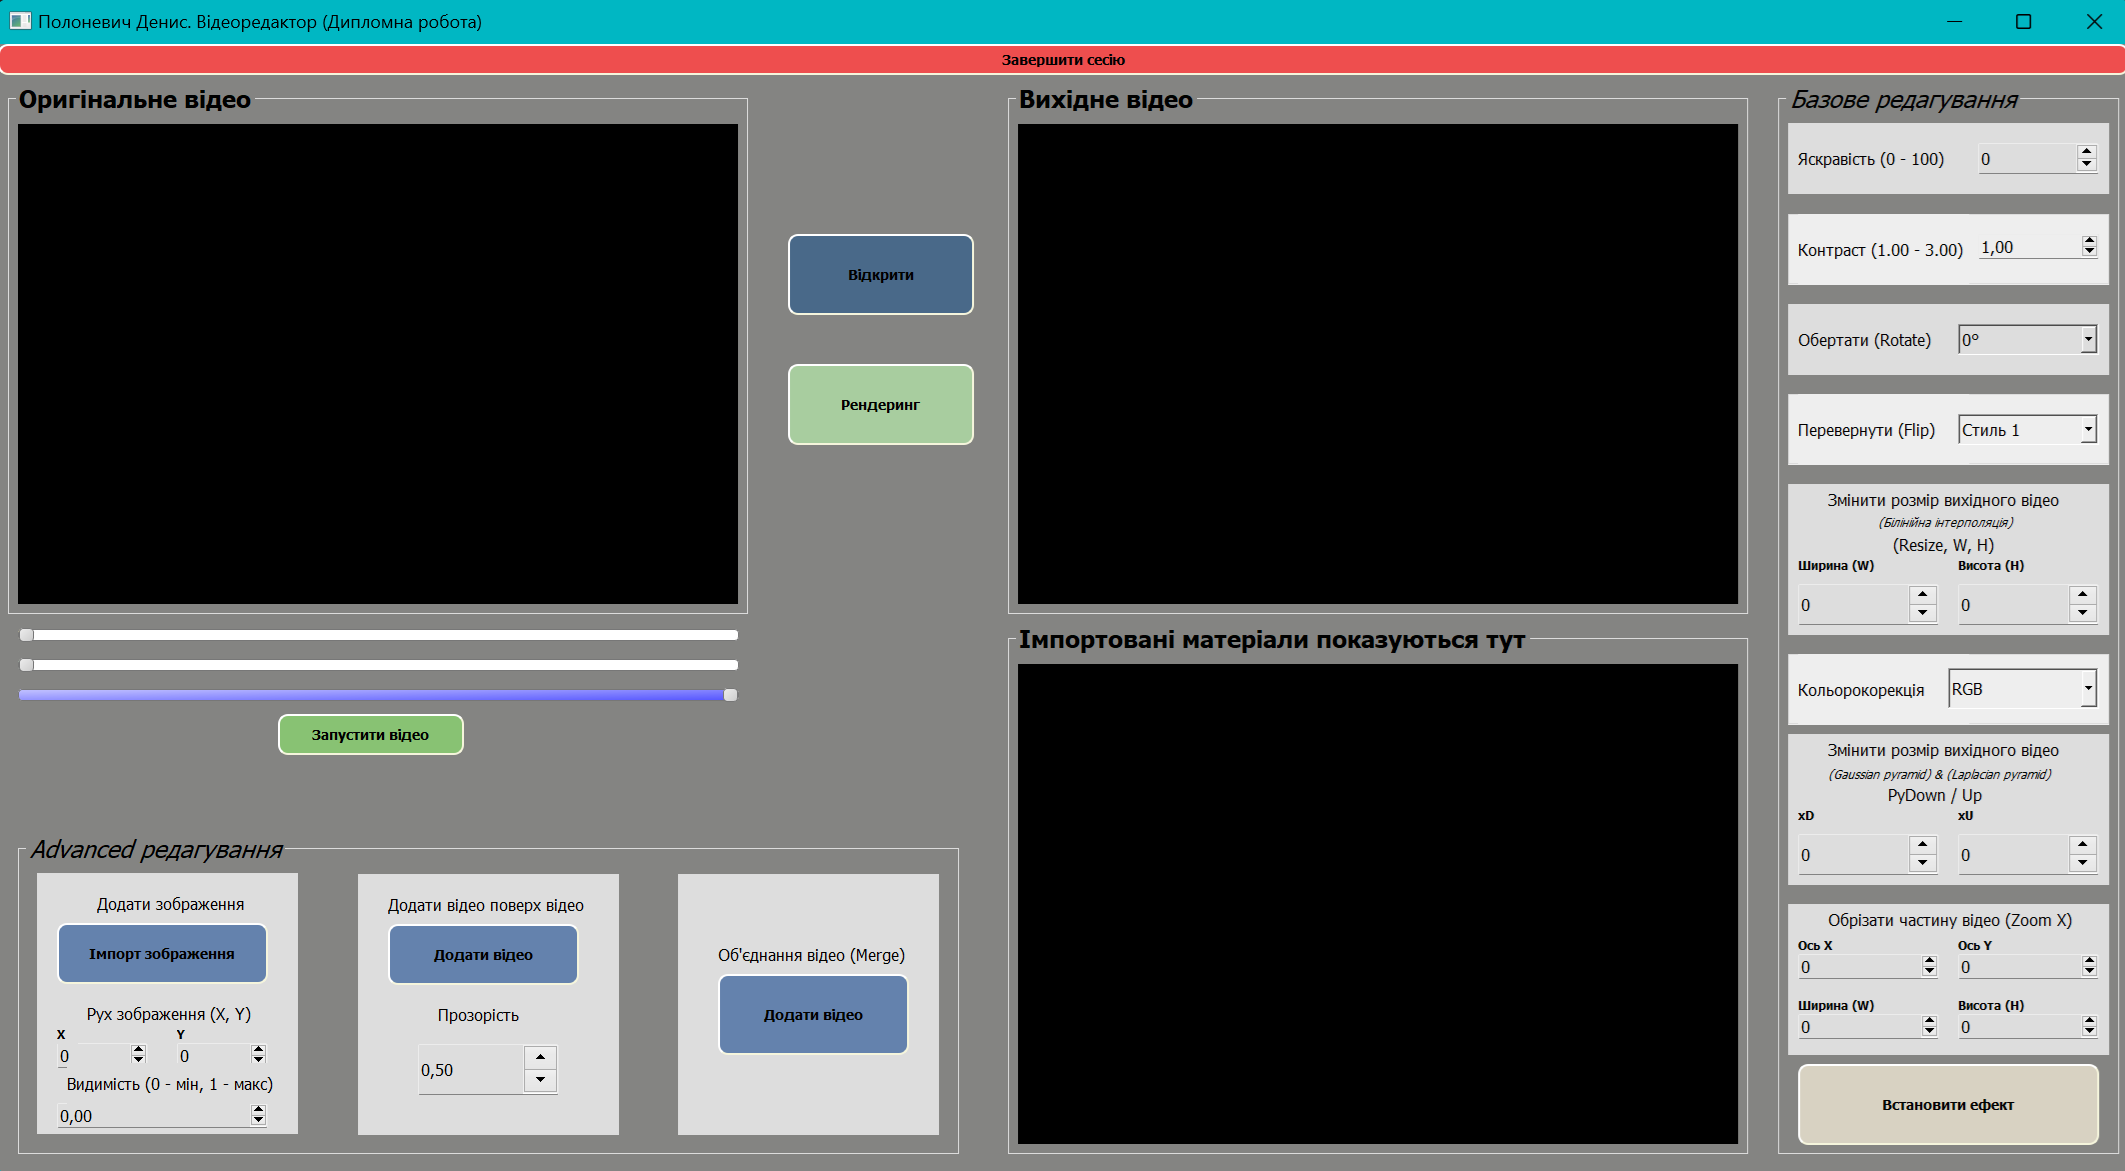 Полоневич Денис. Відеоредактор (Дипломна робота)
Завершити сесію
Оригінальне відео
Відкрити
Рендеринг
Запустити відео
Вихідне відео
Імпортовані матеріали показуються тут
Advanced редагування
Додати зображення
Імпорт зображення
Рух зображення (X, Y)
X Y
0 0
Видимість (0 - мін, 1 - макс)
0,00
Додати відео поверх відео
Додати відео
Прозорість
0,50
Об'єднання відео (Merge)
Додати відео
Базове редагування
Яскравість (0 - 100) 0
Контраст (1.00 - 3.00) 1,00
Обертати (Rotate) 0°
Перевернути (Flip) Стиль 1
Змінити розмір вихідного відео
(Білінійна інтерполяція)
(Resize, W, H)
Ширина (W) Висота (H)
0 0
Кольорокорекція RGB
Змінити розмір вихідного відео
(Gaussian pyramid) & (Laplacian pyramid)
PyDown / Up
xD xU
0 0
Обрізати частину відео (Zoom X)
Ось X Ось Y
0 0
Ширина (W) Висота (H)
0 0
Встановити ефект